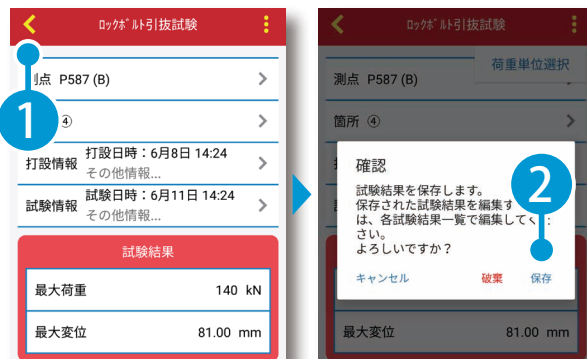 ロックボルト引抜試験
測点 P587 (B)
④
打設情報
打設日時：6月8日 14:24
その他情報...
試験情報
試験日時：6月11日 14:24
その他情報...
試験結果
最大荷重 140 kN
最大変位 81.00 mm
1
ロックボルト引抜試験
荷重単位選択
測点 P587 (B)
箇所 ④
確認
試験結果を保存します。
保存された試験結果を編集す
は、各試験結果一覧で編集してく
さい。
よろしいですか？
キャンセル 破棄 保存
2
最大変位 81.00 mm